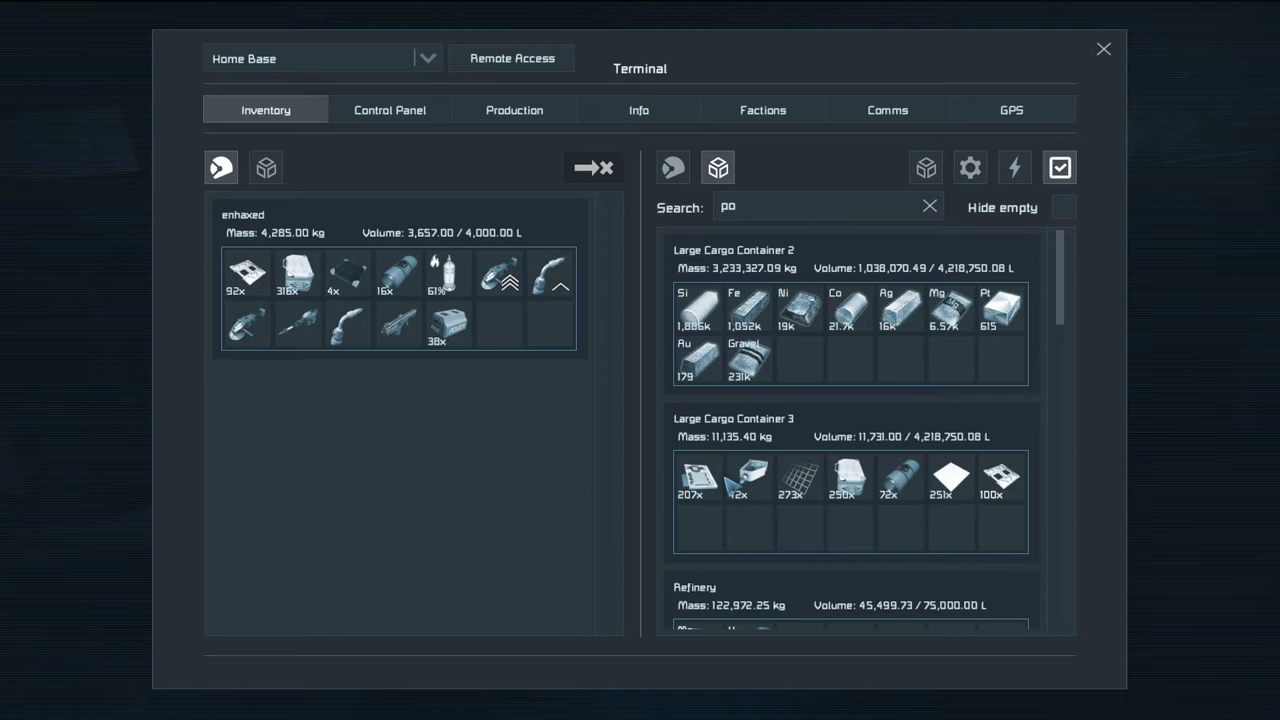 Home Base
Remote Access
Terminal
Inventory
Control Panel
Production
Info
Factions
Comms
GPS
Search:
po
Hide empty
enhaxed
Mass: 4,285.00 kg
Volume: 3,657.00 / 4,000.00 L
92x
316x
4x
16x
61%
38x
Large Cargo Container 2
Mass: 3,233,327.09 kg
Volume: 1,038,070.49 / 4,218,750.08 L
Si
Fe
Ni
Co
Ag
Mg
Pt
1,886k
1,052k
19k
21.7k
16k
6.57k
615
Au
Gravel
179
231k
Large Cargo Container 3
Mass: 11,135.40 kg
Volume: 11,731.00 / 4,218,750.08 L
207x
42x
273x
250x
72x
251x
100x
Refinery
Mass: 122,972.25 kg
Volume: 45,499.73 / 75,000.00 L